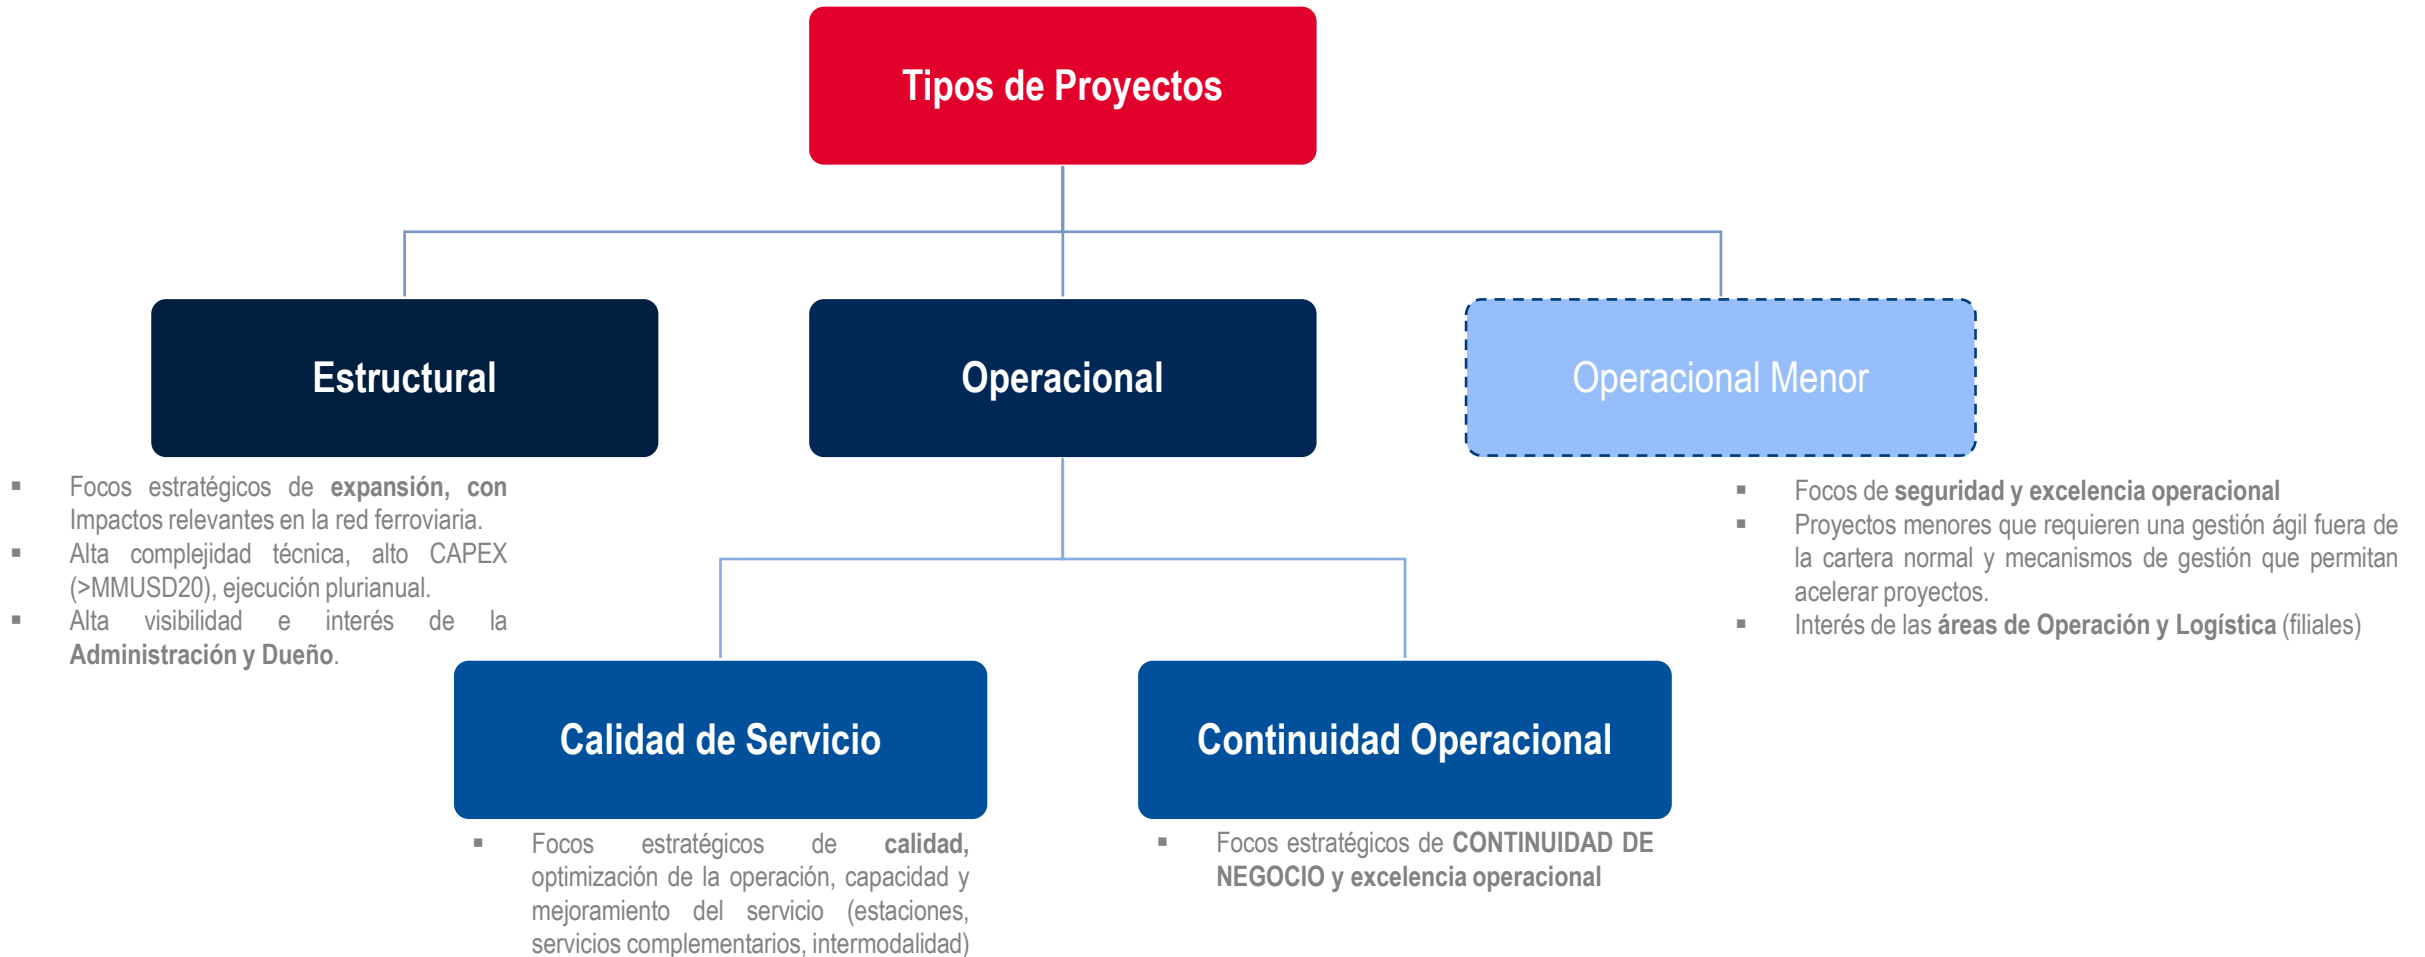 Tipos de Proyectos
Estructural
Operacional
Operacional Menor
▪ Focos estratégicos de expansión, con
Impactos relevantes en la red ferroviaria.
▪ Alta complejidad técnica, alto CAPEX
(>MMUSD20), ejecución plurianual.
▪ Alta visibilidad e interés de la
Administración y Dueño.
▪ Focos de seguridad y excelencia operacional
▪ Proyectos menores que requieren una gestión ágil fuera de
la cartera normal y mecanismos de gestión que permitan
acelerar proyectos.
▪ Interés de las áreas de Operación y Logística (filiales)
Calidad de Servicio
Continuidad Operacional
▪ Focos estratégicos de calidad,
optimización de la operación, capacidad y
mejoramiento del servicio (estaciones,
servicios complementarios, intermodalidad)
▪ Focos estratégicos de CONTINUIDAD DE
NEGOCIO y excelencia operacional